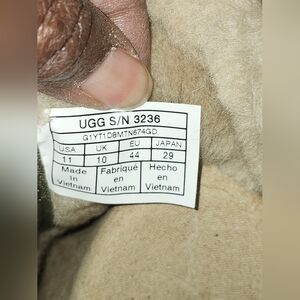 UGG S/N 3236
G1YT1DBMTN674GD
USA UK EU JAPAN
11 10 44 29
Made Fabriqué Hecho
in en en
Vietnam Vietnam Vietnam